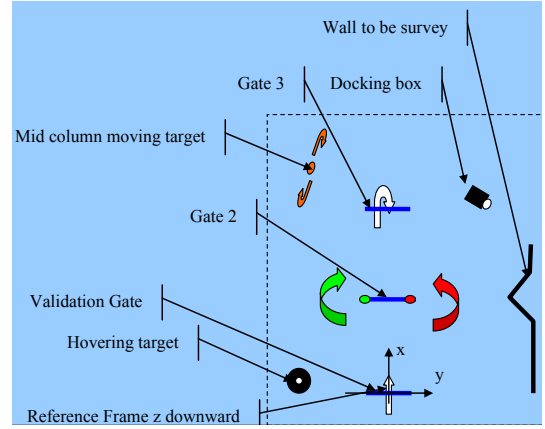 Wall to be survey
Gate 3
Docking box
Mid column moving target
Gate 2
Validation Gate
Hovering target
x
y
Reference Frame z downward